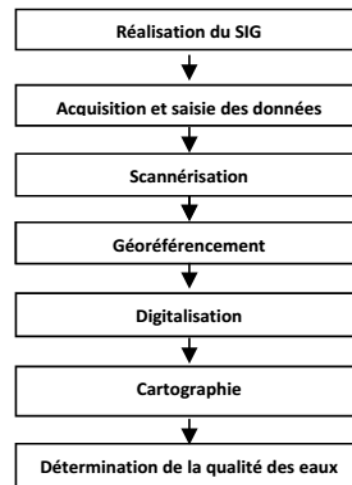 Réalisation du SIG
Acquisition et saisie des données
Scannérisation
Géoréférencement
Digitalisation
Cartographie
Détermination de la qualité des eaux